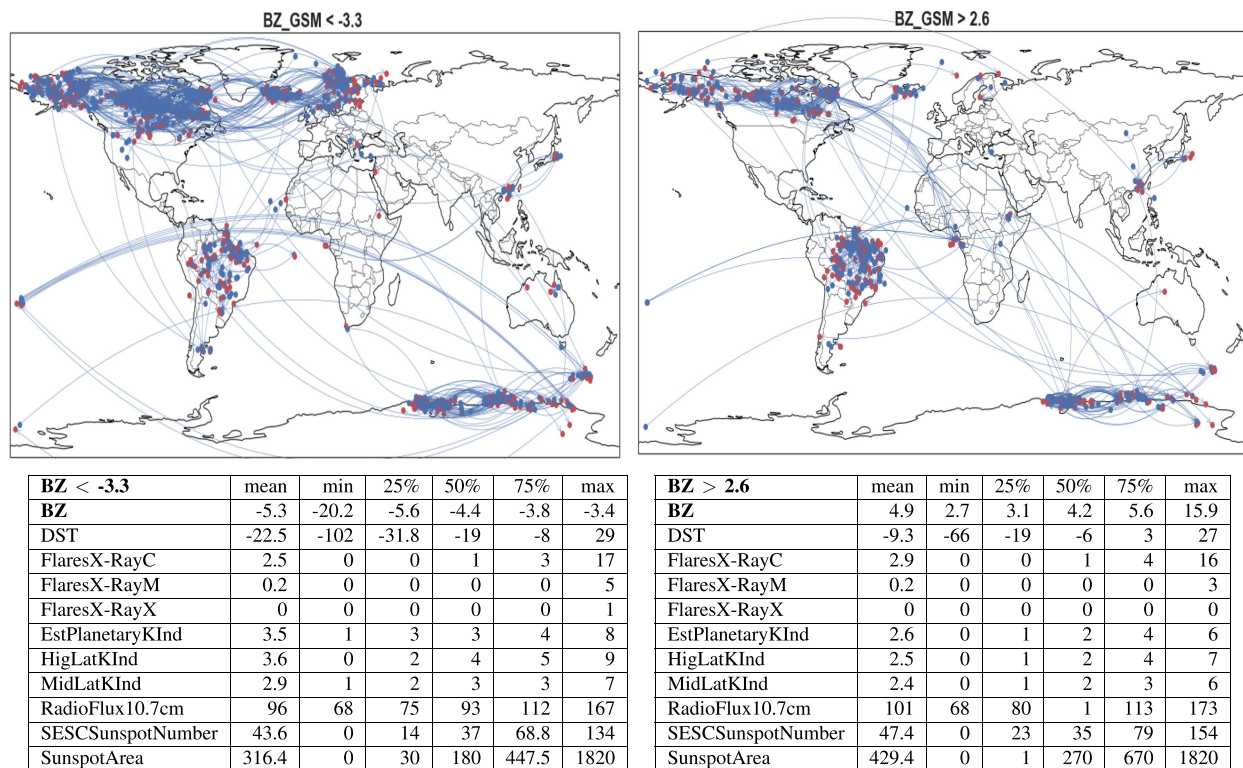 BZ_GSM < -3.3
BZ_GSM > 2.6
BZ < -3.3 mean min 25% 50% 75% max
BZ -5.3 -20.2 -5.6 -4.4 -3.8 -3.4
DST -22.5 -102 -31.8 -19 -8 29
FlaresX-RayC 2.5 0 0 1 3 17
FlaresX-RayM 0.2 0 0 0 0 5
FlaresX-RayX 0 0 0 0 0 1
EstPlanetaryKInd 3.5 1 3 3 4 8
HigLatKInd 3.6 0 2 4 5 9
MidLatKInd 2.9 1 2 3 3 7
RadioFlux10.7cm 96 68 75 93 112 167
SESCSunspotNumber 43.6 0 14 37 68.8 134
SunspotArea 316.4 0 30 180 447.5 1820
BZ > 2.6 mean min 25% 50% 75% max
BZ 4.9 2.7 3.1 4.2 5.6 15.9
DST -9.3 -66 -19 -6 3 27
FlaresX-RayC 2.9 0 0 1 4 16
FlaresX-RayM 0.2 0 0 0 0 3
FlaresX-RayX 0 0 0 0 0 0
EstPlanetaryKInd 2.6 0 1 2 4 6
HigLatKInd 2.5 0 1 2 4 7
MidLatKInd 2.4 0 1 2 3 6
RadioFlux10.7cm 101 68 80 1 113 173
SESCSunspotNumber 47.4 0 23 35 79 154
SunspotArea 429.4 0 1 270 670 1820